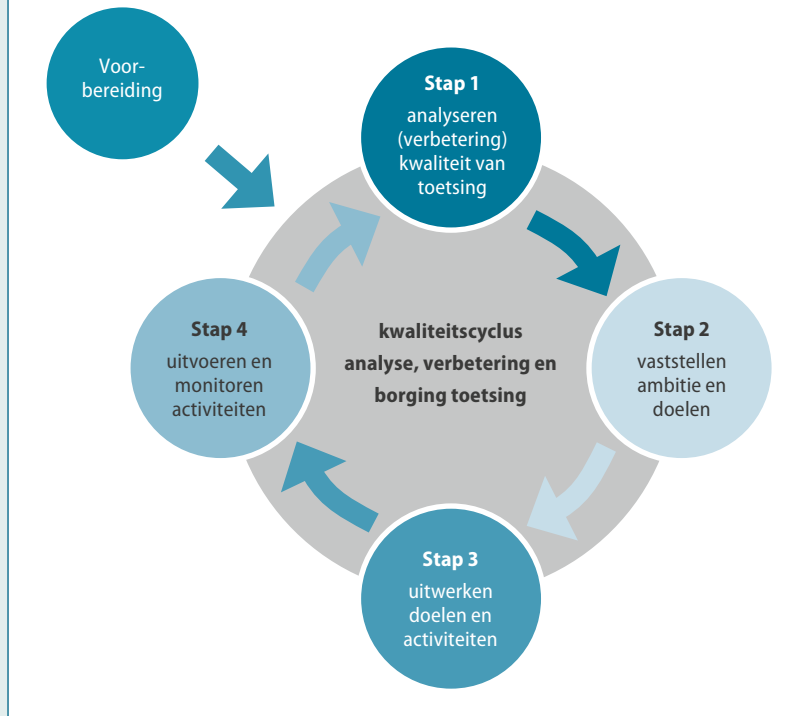 Voor-
bereiding
Stap 1
analyseren
(verbetering)
kwaliteit van
toetsing
Stap 2
vaststellen
ambitie en
doelen
Stap 3
uitwerken
doelen en
activiteiten
Stap 4
uitvoeren en
monitoren
activiteiten
kwaliteitscyclus
analyse, verbetering en
borging toetsing